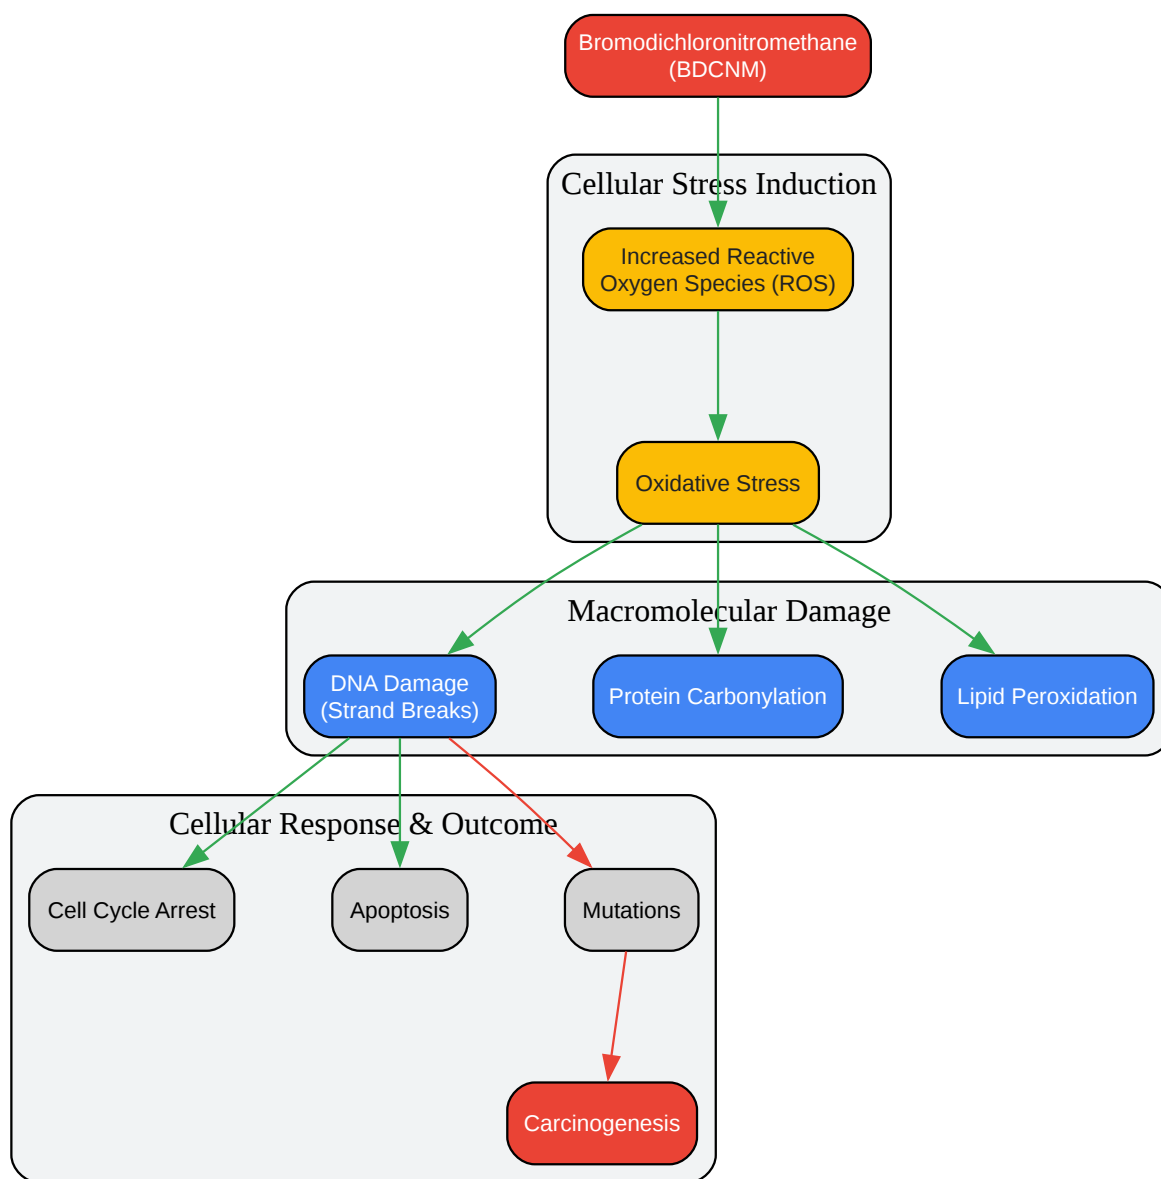 Bromodichloronitromethane
(BDCNM)
Cellular Stress Induction
Increased Reactive
Oxygen Species (ROS)
Oxidative Stress
Macromolecular Damage
DNA Damage
(Strand Breaks)
Protein Carbonylation
Lipid Peroxidation
Cellular Response & Outcome
Cell Cycle Arrest
Apoptosis
Mutations
Carcinogenesis